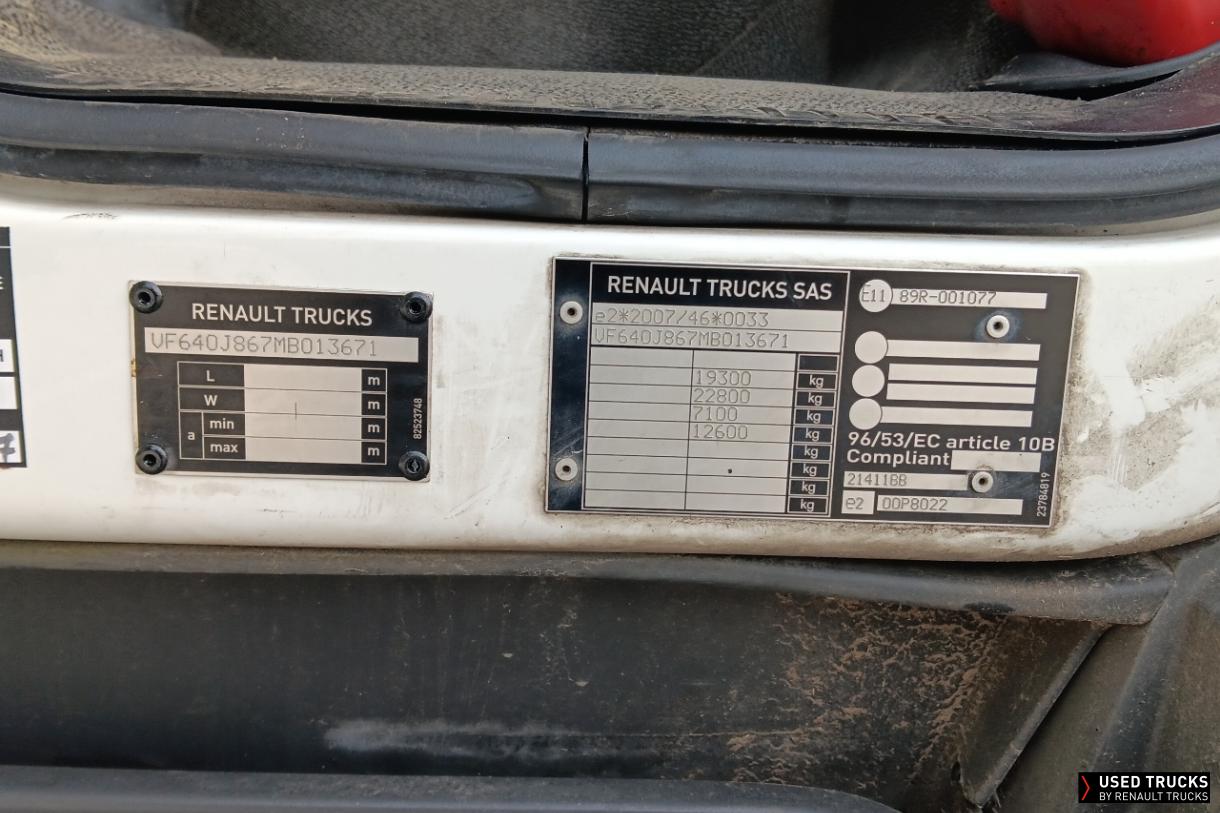 RENAULT TRUCKS
VF640J867MB013671
L m
W m
a min m
max m
82523748
RENAULT TRUCKS SAS
e2*2007/46*0033
VF640J867MB013671
19300 kg
22800 kg
7100 kg
12600 kg
kg
kg
kg
kg
E11 89R-001077
96/53/EC article 10B
Compliant
21411BB
e2 00P8022
23784819
E
H
7
USED TRUCKS
BY RENAULT TRUCKS